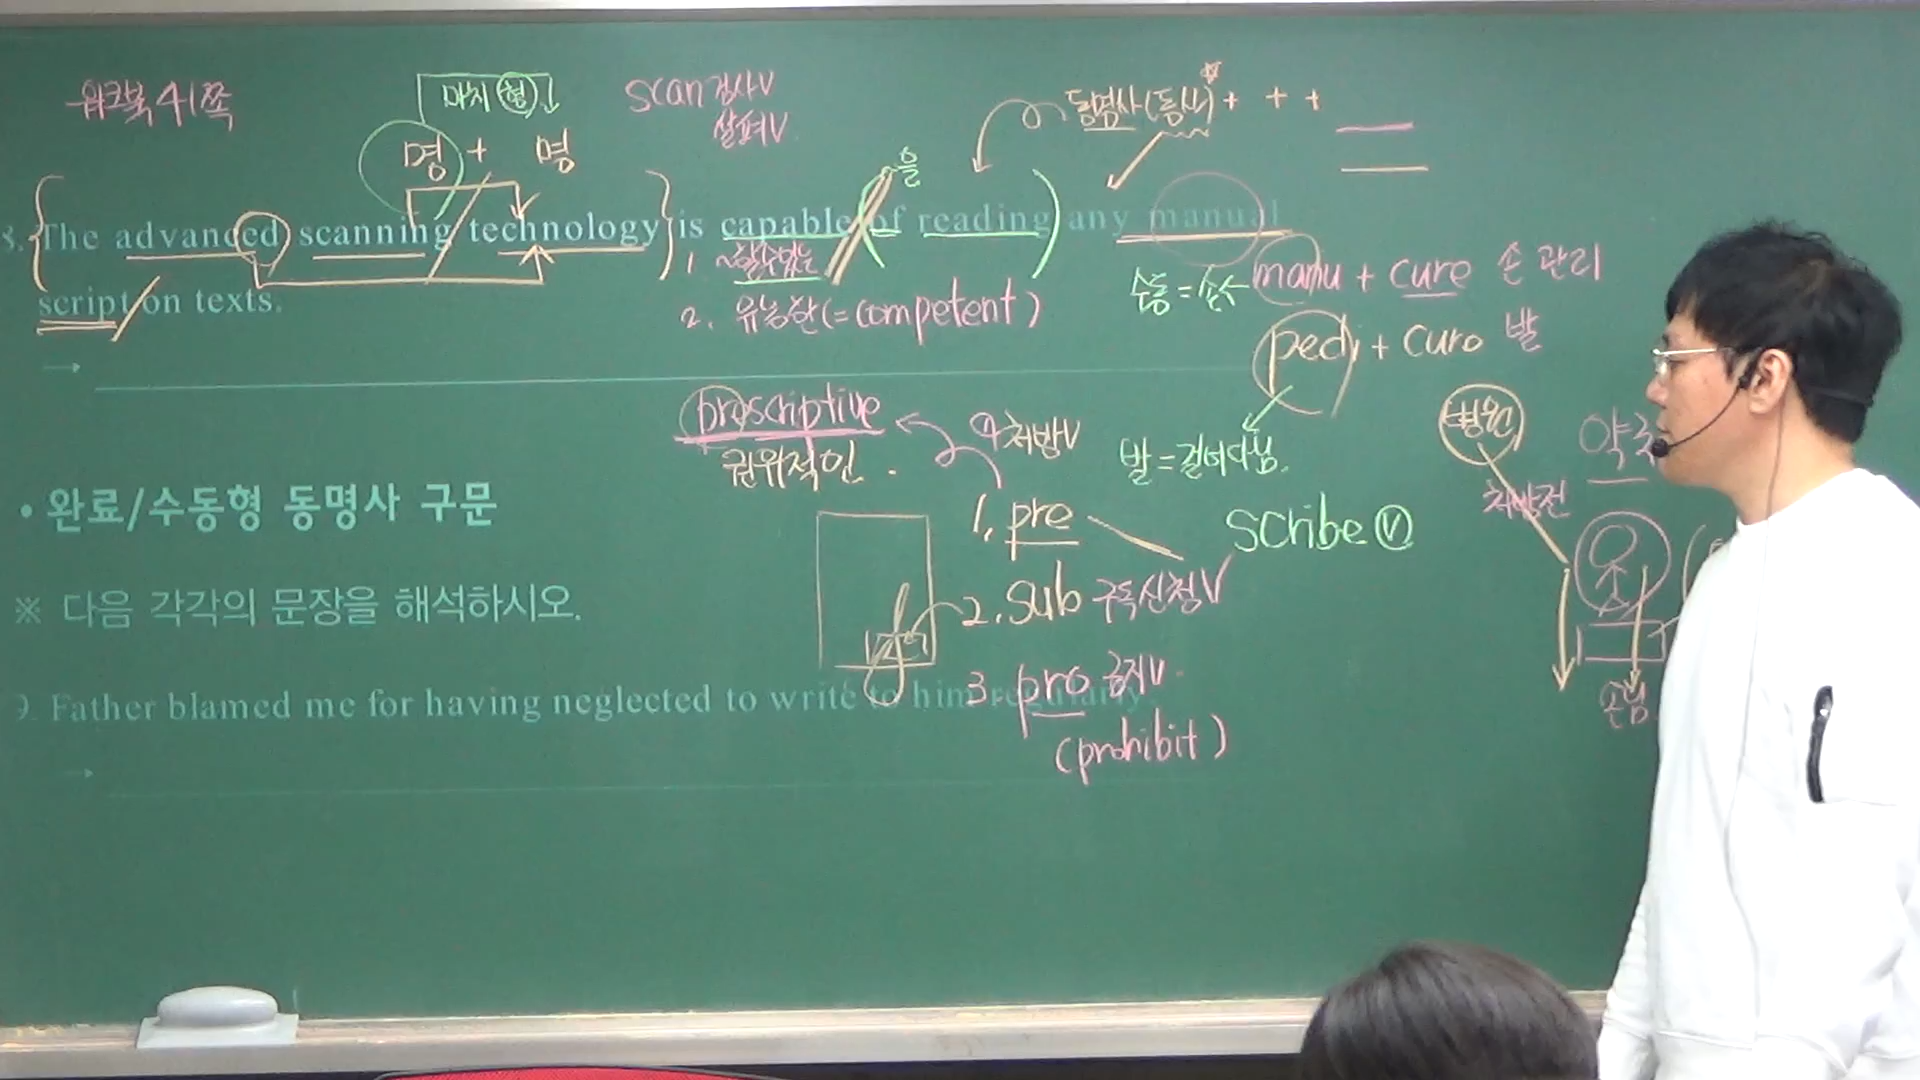 워크북 41쪽
마치 형
scan 검사V
살펴V
동명사(동사) + + +
명 + 명
을
8. The advanced scanning technology is capable of reading any manual
1. ~할 수 있는
수동 = 손수
manu + cure 손 관리
script on texts.
2. 유능한(=competent)
pedi + cure 발
→
prescriptive
권위적인.
처방V
발 = 걸어다님.
병원
처방전
• 완료/수동형 동명사 구문
1. pre
scribe ⓥ
※ 다음 각각의 문장을 해석하시오.
2. sub 구독신청V
3. pro 금지V.
손님
9. Father blamed me for having neglected to write to him regularly.
(prohibit)
→